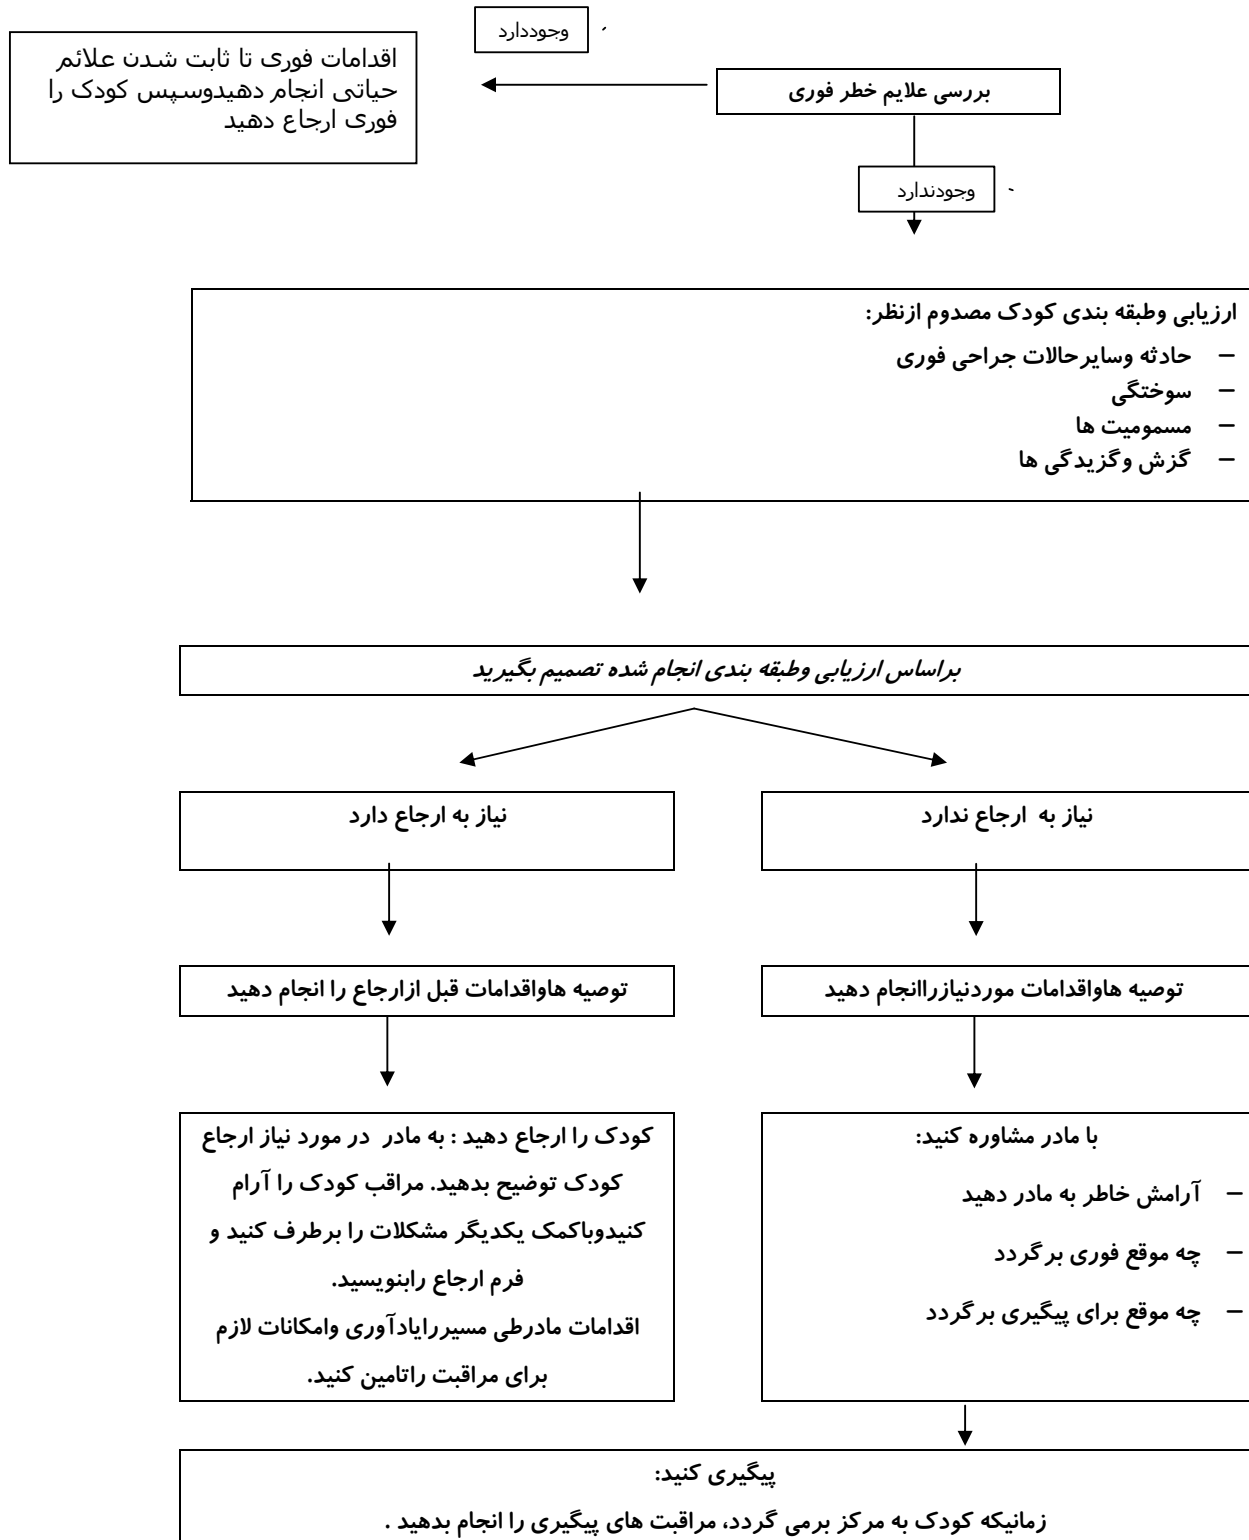 وجوددارد
اقدامات فوری تا ثابت شدن علائم
حیاتی انجام دهیدوسپس کودک را
فوری ارجاع دهید
بررسی علایم خطر فوری
وجودندارد
ارزیابی وطبقه بندی کودک مصدوم ازنظر:
– حادثه وسایرحالات جراحی فوری
– سوختگی
– مسمومیت ها
– گزش وگزیدگی ها
براساس ارزیابی وطبقه بندی انجام شده تصمیم بگیرید
نیاز به ارجاع ندارد
نیاز به ارجاع دارد
توصیه هاواقدامات موردنیازراانجام دهید
توصیه هاواقدامات قبل ازارجاع را انجام دهید
با مادر مشاوره کنید:
– آرامش خاطر به مادر دهید
– چه موقع فوری برگردد
– چه موقع برای پیگیری برگردد
کودک را ارجاع دهید : به مادر در مورد نیاز ارجاع
کودک توضیح بدهید. مراقب کودک را آرام
کنیدوباکمک یکدیگر مشکلات را برطرف کنید و
فرم ارجاع رابنویسید.
اقدامات مادرطی مسیررایادآوری وامکانات لازم
برای مراقبت راتامین کنید.
پیگیری کنید:
زمانیکه کودک به مرکز برمی گردد، مراقبت های پیگیری را انجام بدهید .